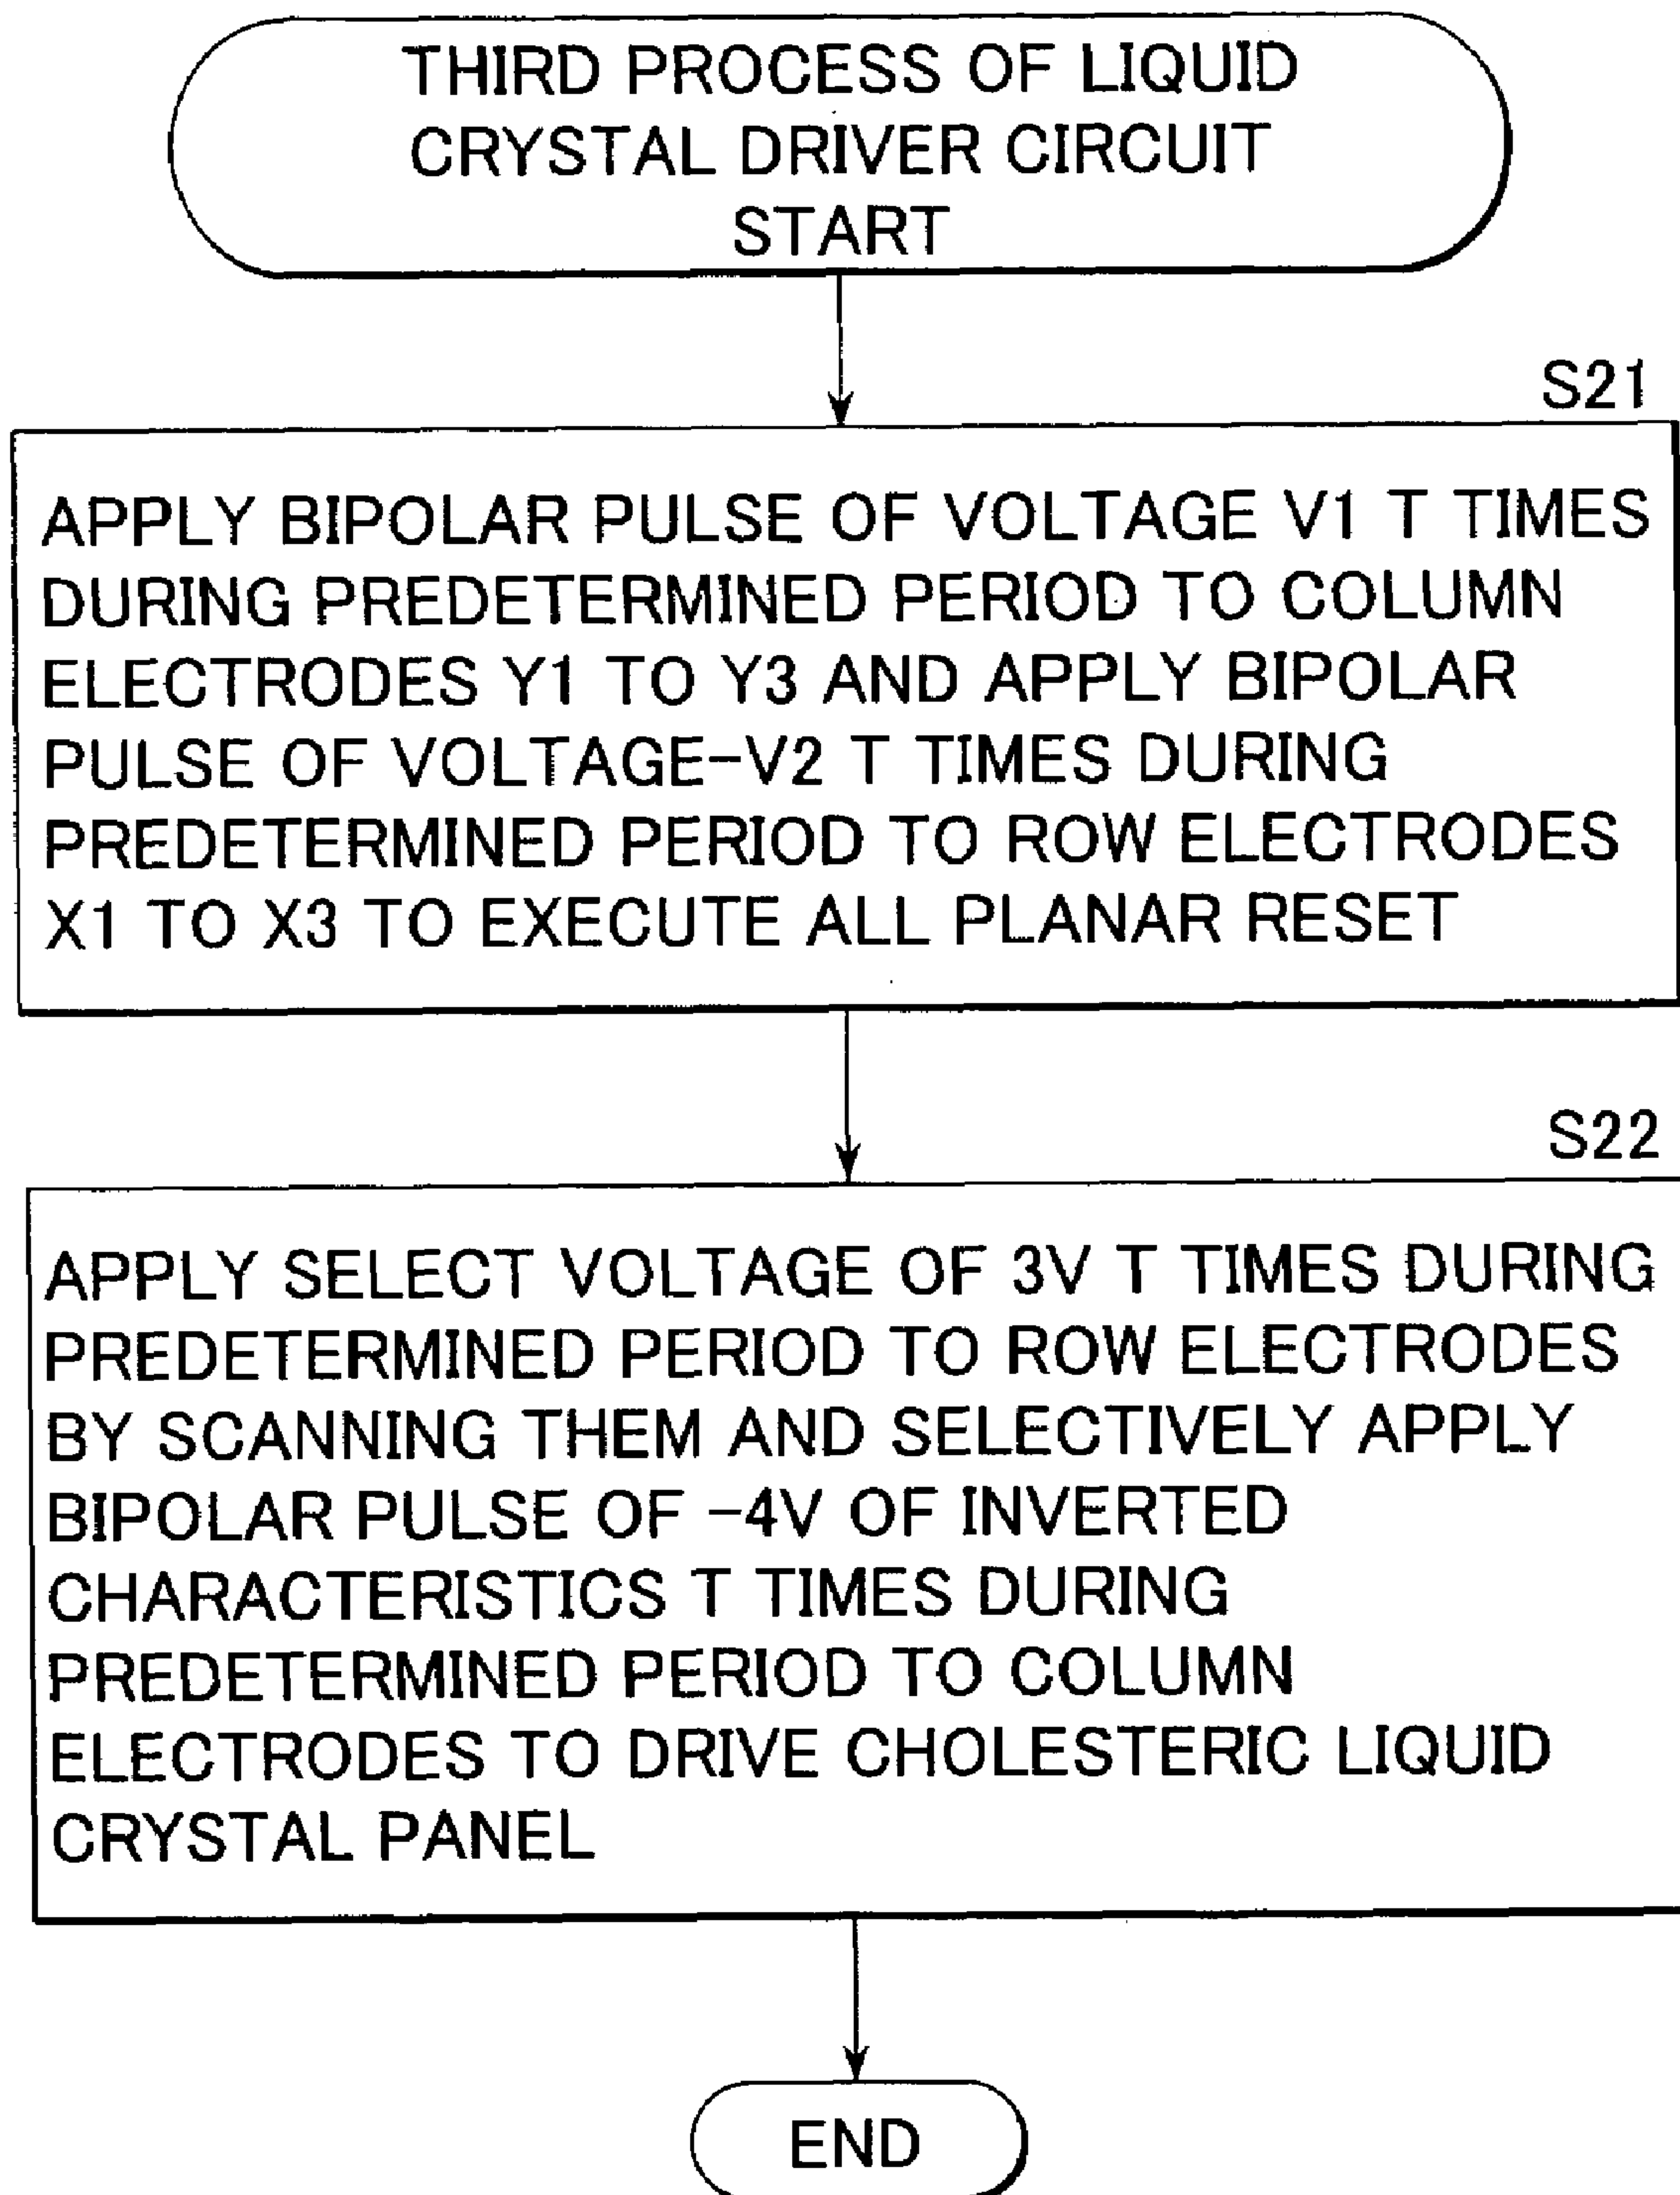 THIRD PROCESS OF LIQUID
CRYSTAL DRIVER CIRCUIT
START
S21
APPLY BIPOLAR PULSE OF VOLTAGE V1 T TIMES
DURING PREDETERMINED PERIOD TO COLUMN
ELECTRODES Y1 TO Y3 AND APPLY BIPOLAR
PULSE OF VOLTAGE-V2 T TIMES DURING
PREDETERMINED PERIOD TO ROW ELECTRODES
X1 TO X3 TO EXECUTE ALL PLANAR RESET
S22
APPLY SELECT VOLTAGE OF 3V T TIMES DURING
PREDETERMINED PERIOD TO ROW ELECTRODES
BY SCANNING THEM AND SELECTIVELY APPLY
BIPOLAR PULSE OF -4V OF INVERTED
CHARACTERISTICS T TIMES DURING
PREDETERMINED PERIOD TO COLUMN
ELECTRODES TO DRIVE CHOLESTERIC LIQUID
CRYSTAL PANEL
END